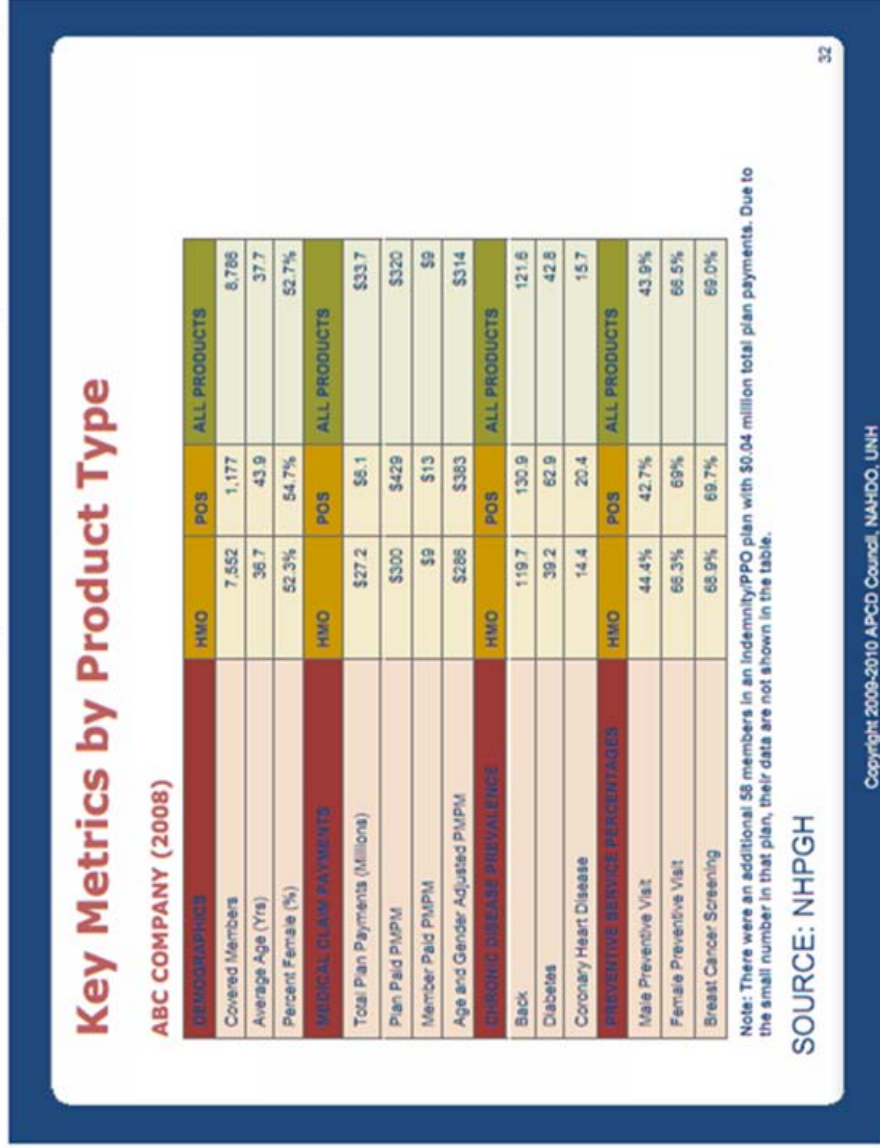 Key Metrics by Product Type
ABC COMPANY (2008)
DEMOGRAPHICS HMO POS ALL PRODUCTS
Covered Members 7,552 1,177 8,786
Average Age (Yrs) 36.7 43.9 37.7
Percent Female (%) 52.3% 54.7% 52.7%
MEDICAL CLAIM PAYMENTS HMO POS ALL PRODUCTS
Total Plan Payments (Millions) $27.2 $6.1 $33.7
Plan Paid PMPM $300 $429 $320
Member Paid PMPM $9 $13 $9
Age and Gender Adjusted PMPM $286 $383 $314
CHRONIC DISEASE PREVALENCE HMO POS ALL PRODUCTS
Back 119.7 130.9 121.6
Diabetes 39.2 62.9 42.8
Coronary Heart Disease 14.4 20.4 15.7
PREVENTIVE SERVICE PERCENTAGES HMO POS ALL PRODUCTS
Male Preventive Visit 44.4% 42.7% 43.9%
Female Preventive Visit 66.3% 69% 66.5%
Breast Cancer Screening 68.9% 69.7% 69.0%
Note: There were an additional 58 members in an Indemnity/PPO plan with $0.04 million total plan payments. Due to
the small number in that plan, their data are not shown in the table.
SOURCE: NHPGH
32
Copyright 2009-2010 APCD Council, NAHDO, UNH